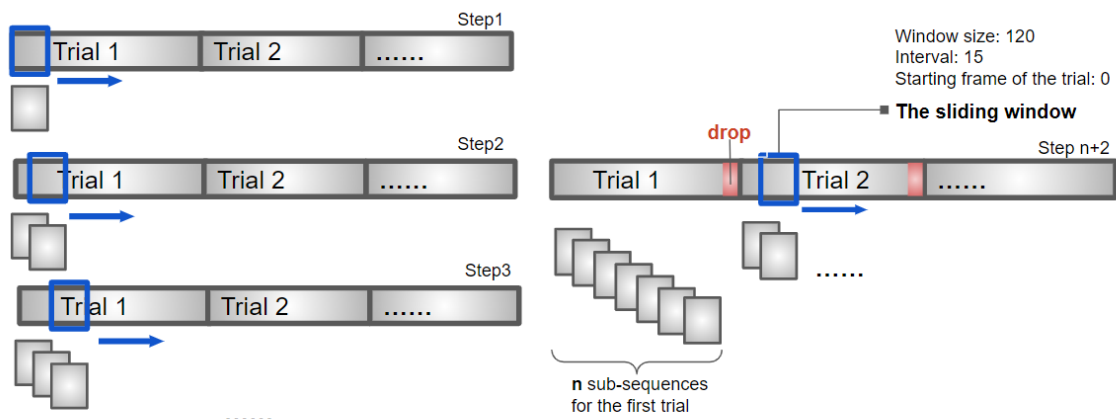 Step1
Trial 1
Trial 2
......
Step2
Trial 1
Trial 2
......
Step3
Trial 1
Trial 2
......
......
Window size: 120
Interval: 15
Starting frame of the trial: 0
The sliding window
drop
Step n+2
Trial 1
Trial 2
......
......
n sub-sequences
for the first trial